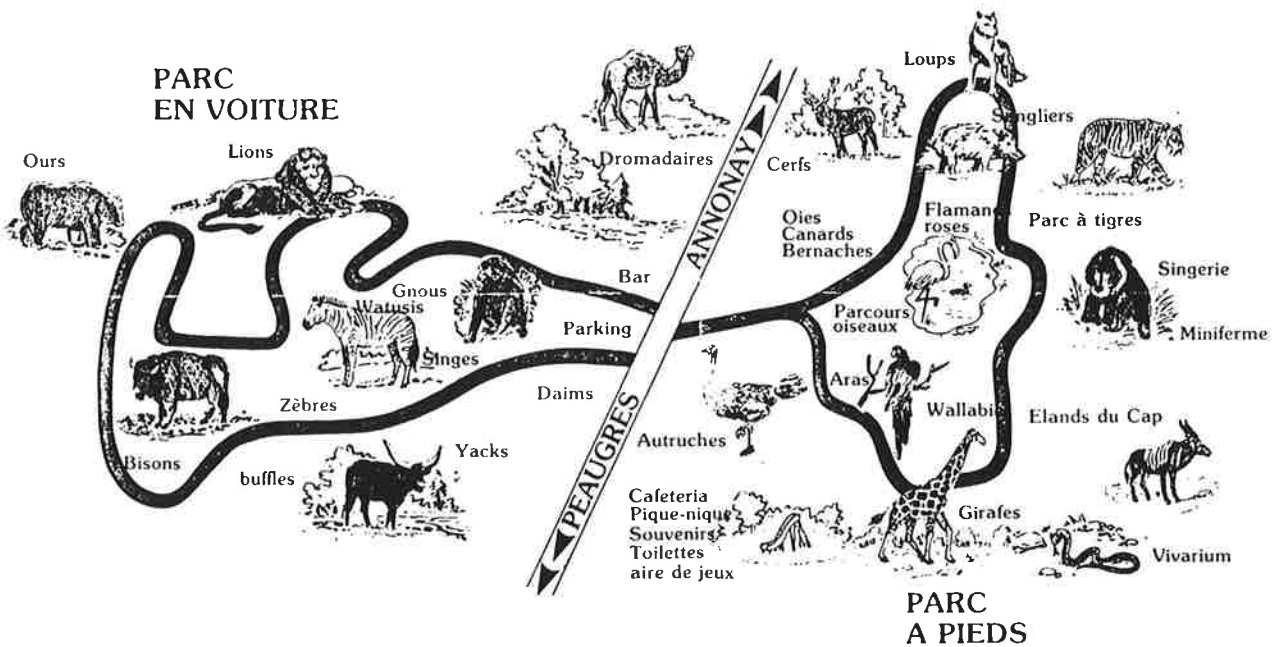 PARC
EN VOITURE
Ours
Lions
Dromadaires
Gnous
Watusis
Singes
Zèbres
Bisons
buffles
Yacks
Bar
Parking
Daims
ANNONAY
PEAUGRES
Loups
Sangliers
Cerfs
Parc à tigres
Oies
Canards
Bernaches
Flamands
roses
Singerie
Miniferme
Parcours
oiseaux
Aras
Wallabies
Elands du Cap
Autruches
Cafeteria
Pique-nique
Souvenirs
Toilettes
aire de jeux
Girafes
Vivarium
PARC
A PIEDS